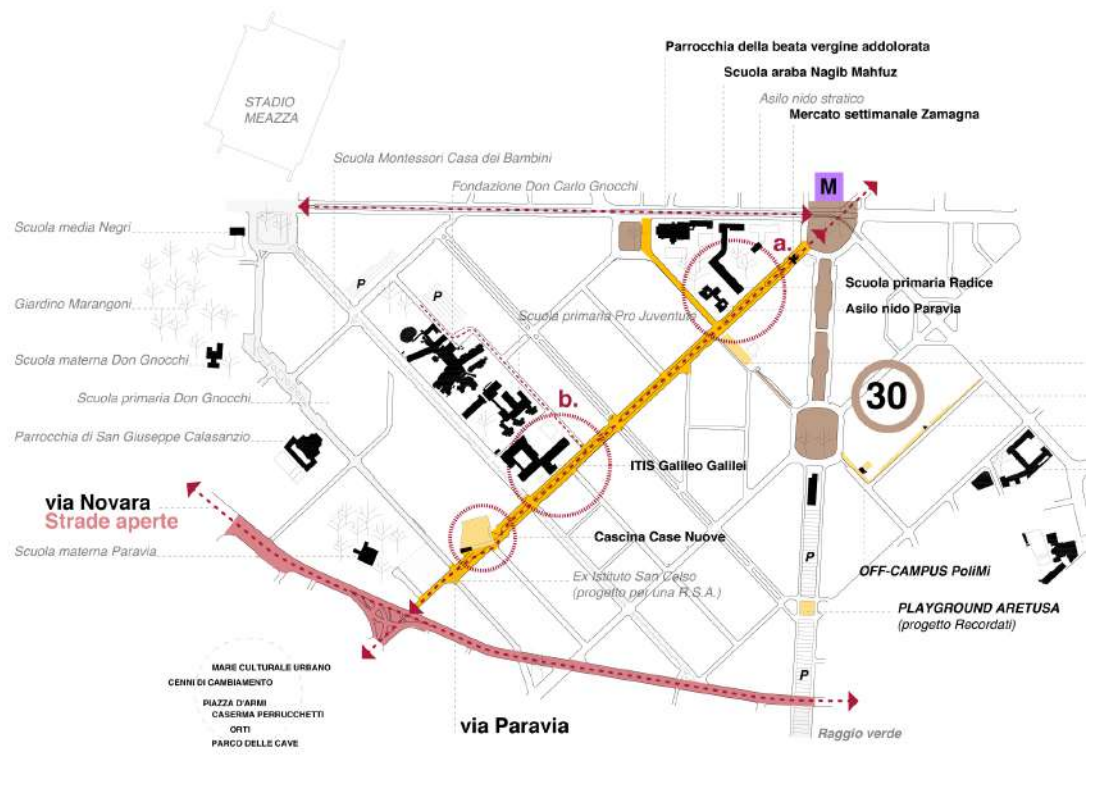 Parrocchia della beata vergine addolorata
Scuola araba Nagib Mahfuz
STADIO
MEAZZA
Asilo nido stratico
Mercato settimanale Zamagna
Scuola Montessori Casa dei Bambini
Fondazione Don Carlo Gnocchi
M
Scuola media Negri
a.
P
P
Scuola primaria Radice
Giardino Marangoni
Asilo nido Paravia
Scuola primaria Pro Juventute
Scuola materna Don Gnocchi
30
Scuola primaria Don Gnocchi
b.
Parrocchia di San Giuseppe Calasanzio
ITIS Galileo Galilei
via Novara
Strade aperte
Cascina Case Nuove
Scuola materna Paravia
P
OFF-CAMPUS PoliMi
Ex Istituto San Celso
(progetto per una R.S.A.)
PLAYGROUND ARETUSA
(progetto Recordati)
MARE CULTURALE URBANO
CENNI DI CAMBIAMENTO
P
PIAZZA D'ARMI
CASERMA PERRUCCHETTI
ORTI
PARCO DELLE CAVE
via Paravia
Raggio verde